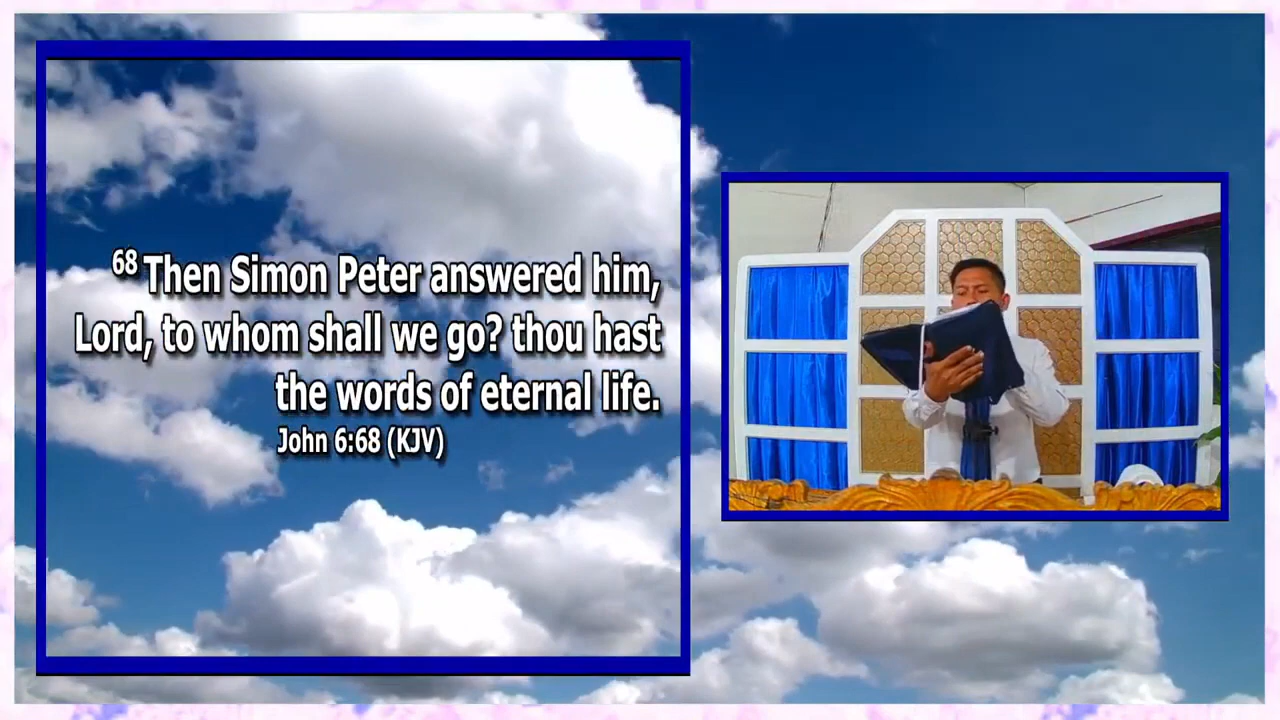 68 Then Simon Peter answered him,
Lord, to whom shall we go? thou hast
the words of eternal life.
John 6:68 (KJV)